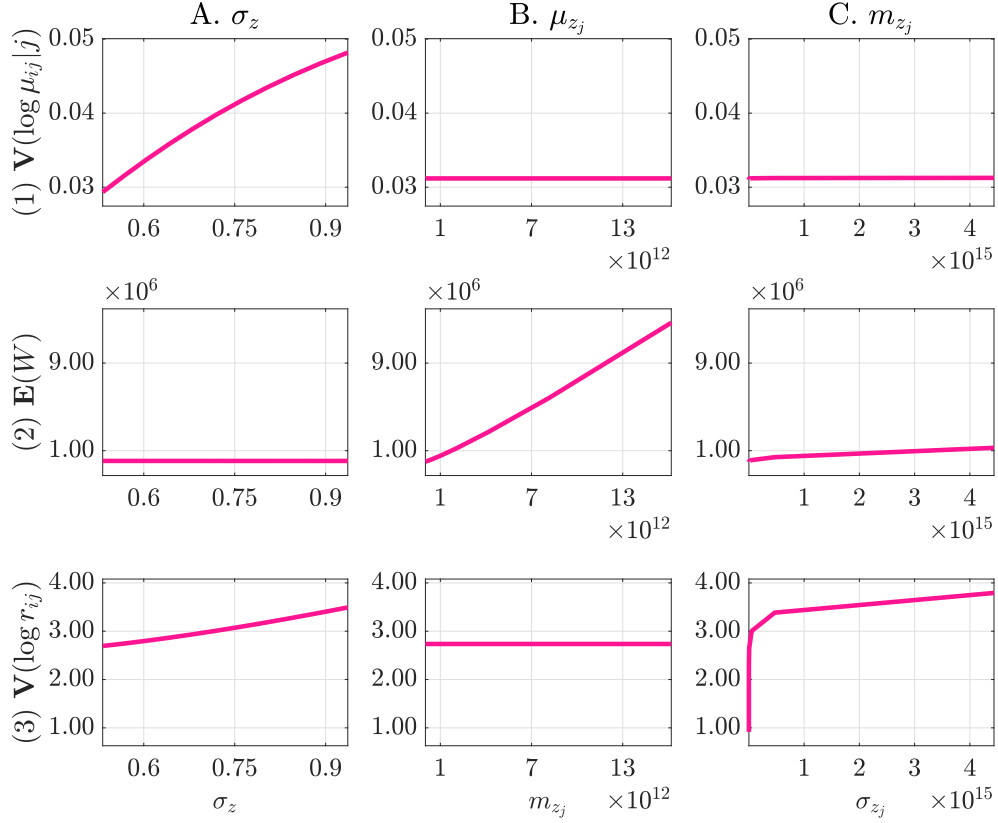 A. σ_z B. μ_{z_j} C. m_{z_j}
(1) V(log μ_{ij}|j)
0.05 0.05 0.05
0.04 0.04 0.04
0.03 0.03 0.03
0.6 0.75 0.9 1 7 13 1 2 3 4
×10^{12} ×10^{15}
(2) E(W)
×10^6 ×10^6 ×10^6
9.00 9.00 9.00
1.00 1.00 1.00
0.6 0.75 0.9 1 7 13 1 2 3 4
×10^{12} ×10^{15}
(3) V(log r_{ij})
4.00 4.00 4.00
3.00 3.00 3.00
2.00 2.00 2.00
1.00 1.00 1.00
0.6 0.75 0.9 1 7 13 1 2 3 4
σ_z m_{z_j} ×10^{12} σ_{z_j} ×10^{15}